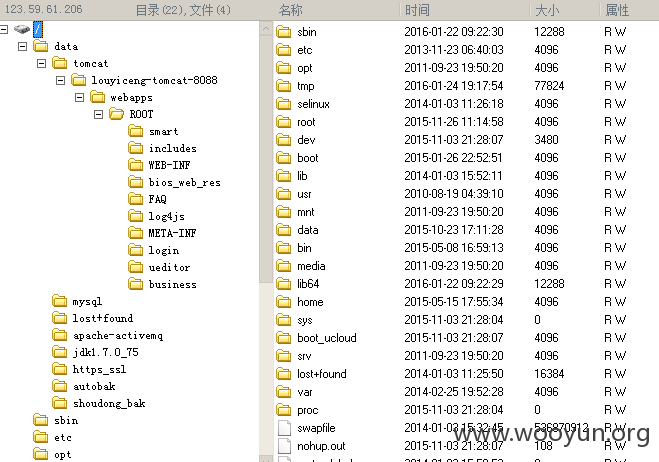 123.59.61.206 目录(22),文件(4) 名称 时间 大小 属性
/
data
tomcat
louyiceng-tomcat-8088
webapps
ROOT
smart
includes
WEB-INF
bios_web_res
FAQ
log4js
META-INF
login
ueditor
business
mysql
lost+found
apache-activemq
jdk1.7.0_75
https_ssl
autobak
shoudong_bak
sbin
etc
opt
sbin 2016-01-22 09:22:30 12288 R W
etc 2013-11-23 06:40:03 4096 R W
opt 2011-09-23 19:50:20 4096 R W
tmp 2016-01-24 19:17:54 77824 R W
selinux 2014-01-03 11:26:18 4096 R W
root 2015-11-26 11:14:58 4096 R W
dev 2015-11-03 21:28:07 3480 R W
boot 2015-01-26 22:52:51 4096 R W
lib 2014-01-03 15:52:11 4096 R W
usr 2010-08-19 04:39:10 4096 R W
mnt 2011-09-23 19:50:20 4096 R W
data 2015-10-23 17:11:28 4096 R W
bin 2015-05-08 16:59:13 4096 R W
media 2011-09-23 19:50:20 4096 R W
lib64 2016-01-22 09:22:29 12288 R W
home 2015-05-15 17:55:34 4096 R W
sys 2015-11-03 21:28:04 0 R W
boot_ucloud 2015-11-03 21:28:07 4096 R W
srv 2011-09-23 19:50:20 4096 R W
lost+found 2014-01-03 11:25:50 16384 R W
var 2014-02-25 19:52:28 4096 R W
proc 2015-11-03 21:28:04 0 R W
swapfile 2014-01-03 15:32:45 536870912 R W
nohup.out 2015-11-03 21:28:07 108 R W
www.wooyun.org